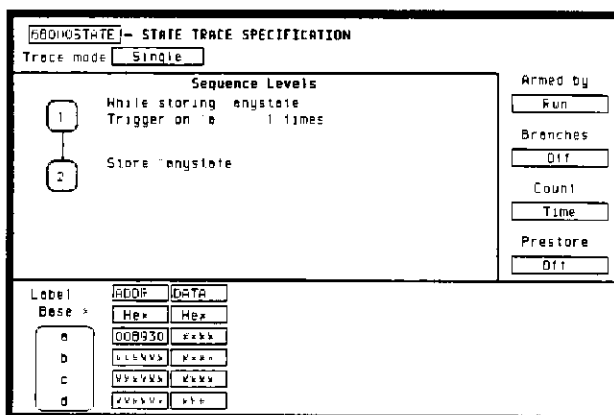 68000STATE - STATE TRACE SPECIFICATION
Trace mode Single
Sequence Levels
Armed by
Run
1
While storing "anystate"
Trigger on "a" 1 times
Branches
Off
2
Store "anystate"
Count
Time
Prestore
Off
Label ADDR DATA
Base > Hex Hex
a 008930 ****
b ****** ****
c ****** ****
d ****** ***